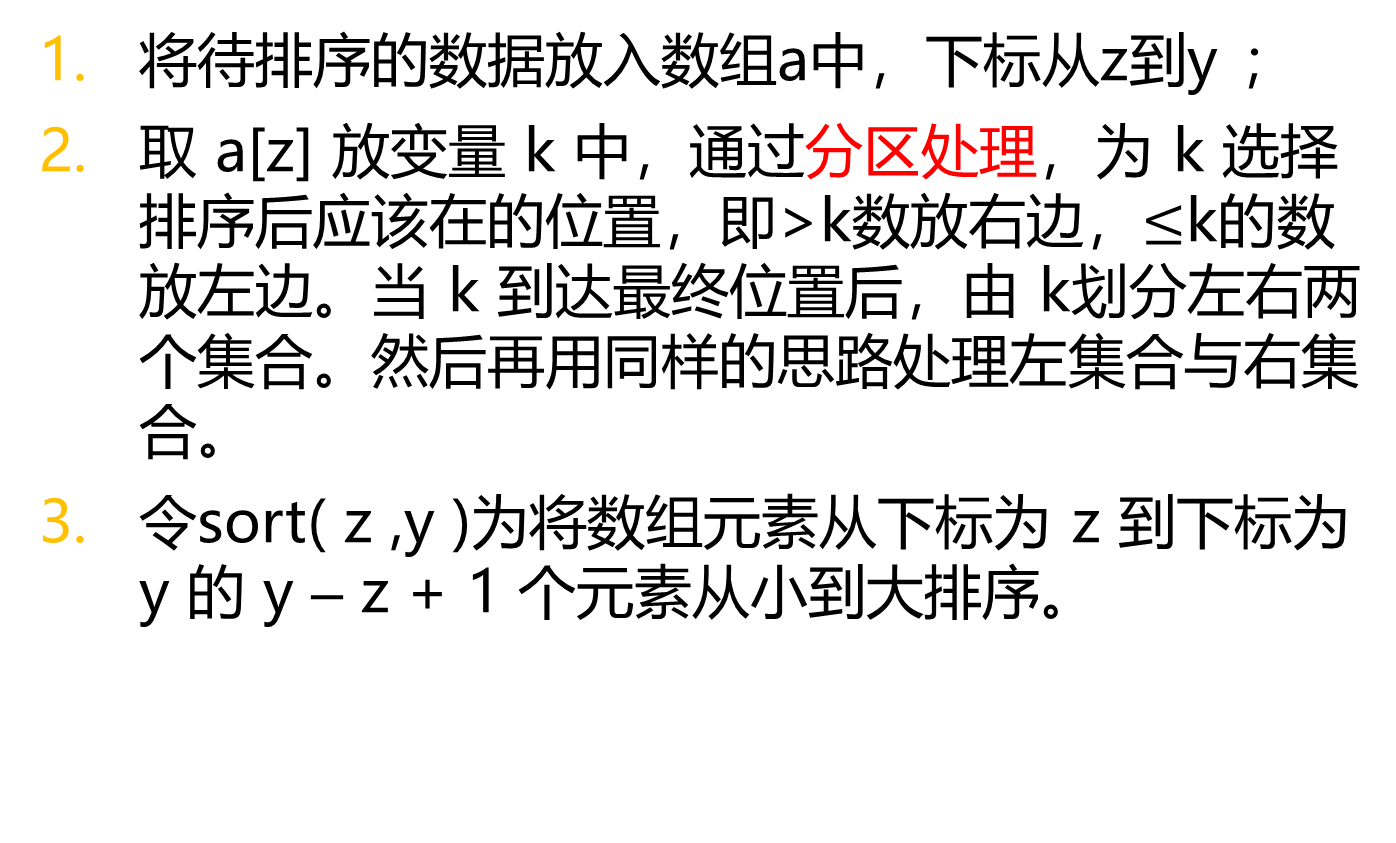 1. 将待排序的数据放入数组a中，下标从z到y ；
2. 取 a[z] 放变量 k 中，通过分区处理，为 k 选择
排序后应该在的位置，即>k数放右边，≤k的数
放左边。当 k 到达最终位置后，由 k划分左右两
个集合。然后再用同样的思路处理左集合与右集
合。
3. 令sort( z ,y )为将数组元素从下标为 z 到下标为
y 的 y – z + 1 个元素从小到大排序。